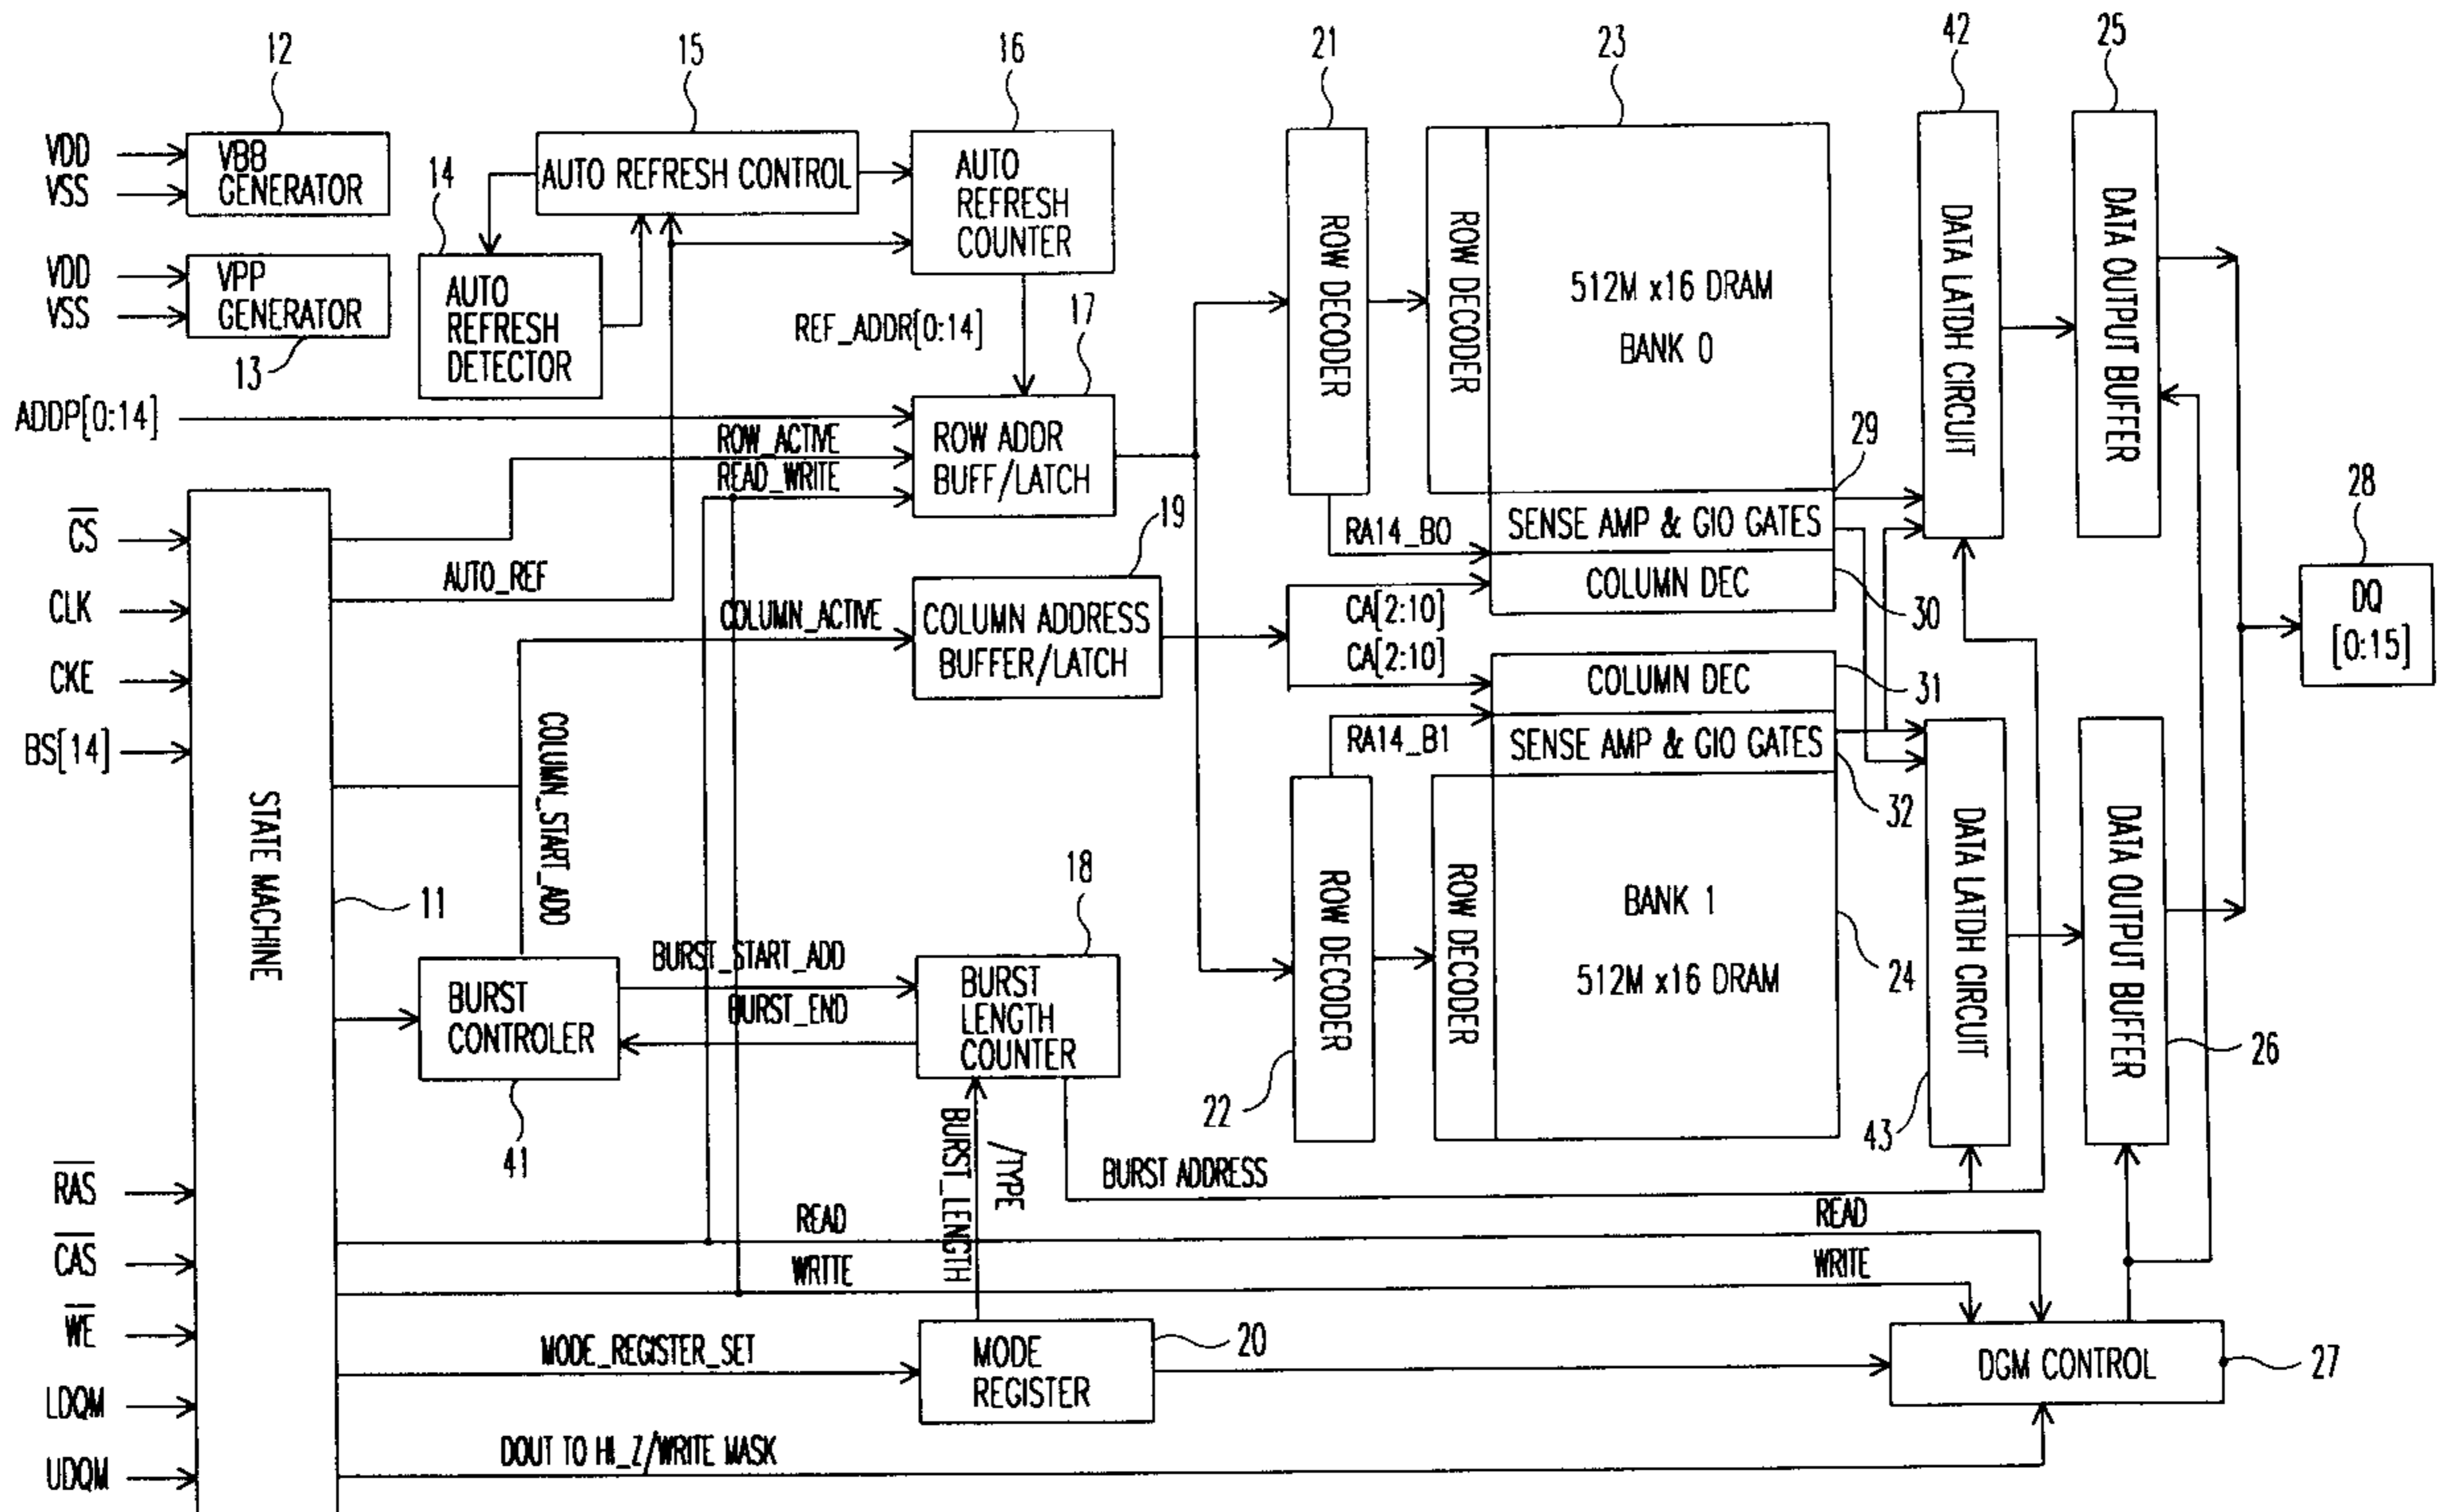 12
15
16
21
23
42
25
VDD
VSS
VBB
GENERATOR
14
AUTO REFRESH CONTROL
AUTO
REFRESH
COUNTER
VDD
VSS
VPP
GENERATOR
13
AUTO
REFRESH
DETECTOR
REF_ADDR[0:14]
17
ROW DECODER
ROW DECODER
512M x16 DRAM
BANK 0
DATA LATDH CIRCUIT
DATA OUTPUT BUFFER
ADDP[0:14]
ROW_ACTIVE
READ_WRITE
ROW ADDR
BUFF/LATCH
29
28
CS
CLK
CKE
BS[14]
AUTO_REF
19
RA14_B0
SENSE AMP & GIO GATES
COLUMN DEC
30
DQ
[0:15]
COLUMN_ACTIVE
COLUMN ADDRESS
BUFFER/LATCH
CA[2:10]
CA[2:10]
COLUMN DEC
31
RA14_B1
SENSE AMP & GIO GATES
32
STATE MACHINE
COLUMN_START_ADD
11
18
ROW DECODER
ROW DECODER
BANK 1
512M x16 DRAM
24
DATA LATDH CIRCUIT
DATA OUTPUT BUFFER
BURST
CONTROLER
41
BURST_START_ADD
BURST_END
BURST
LENGTH
COUNTER
22
43
26
BURST_LENGTH
/TYPE
BURST ADDRESS
RAS
CAS
WE
LDQM
UDQM
READ
READ
WRTTE
WRITE
MODE_REGISTER_SET
MODE
REGISTER
20
DGM CONTROL
27
DOUT TO HI_Z/WRITE MASK